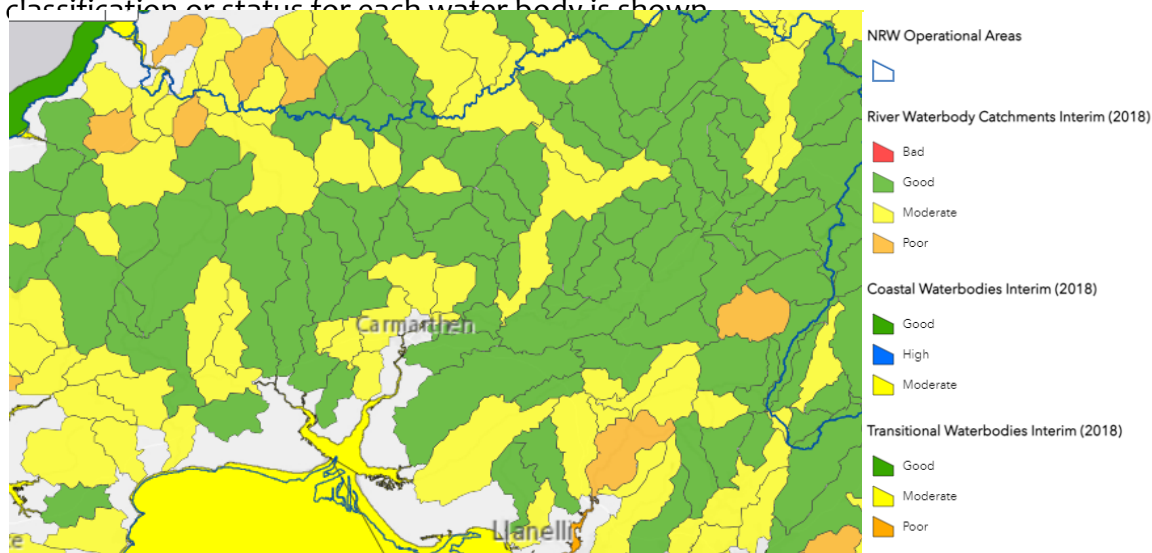 classification or status for each water body is shown
NRW Operational Areas
River Waterbody Catchments Interim (2018)
Bad
Good
Moderate
Poor
Coastal Waterbodies Interim (2018)
Good
High
Moderate
Transitional Waterbodies Interim (2018)
Good
Moderate
Poor
Carmarthen
Llanelli
e